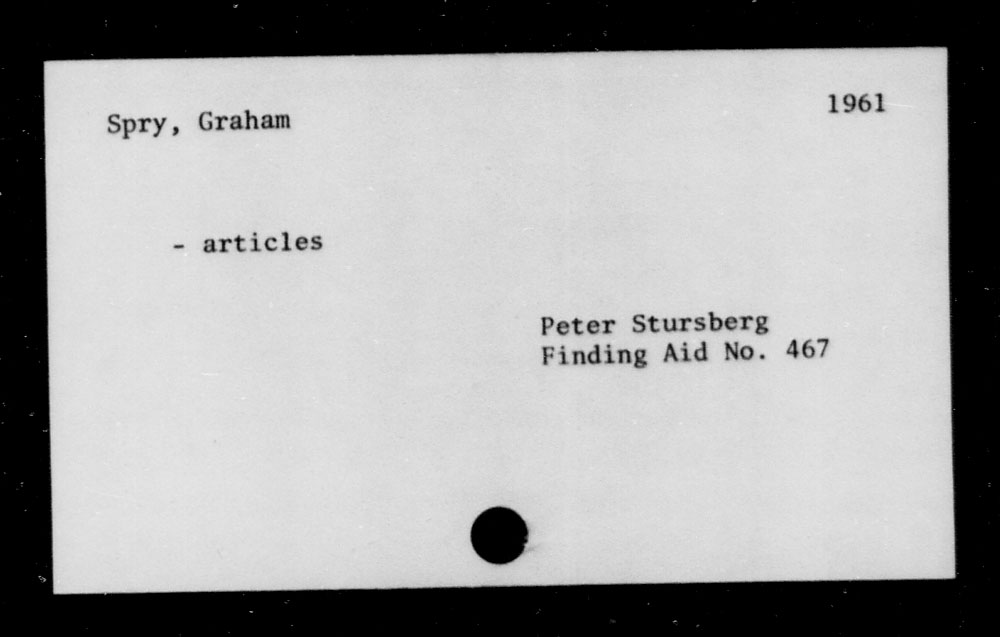 Spry, Graham
1961
- articles
Peter Stursberg
Finding Aid No. 467